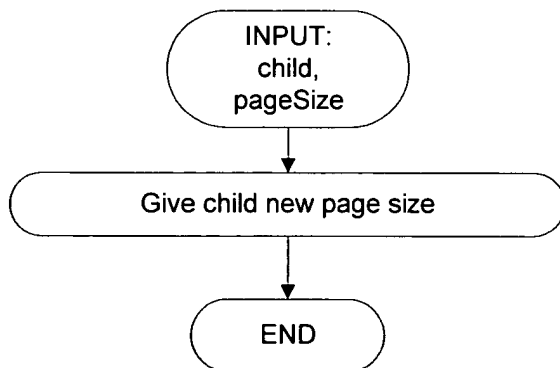 INPUT:
child,
pageSize
Give child new page size
END